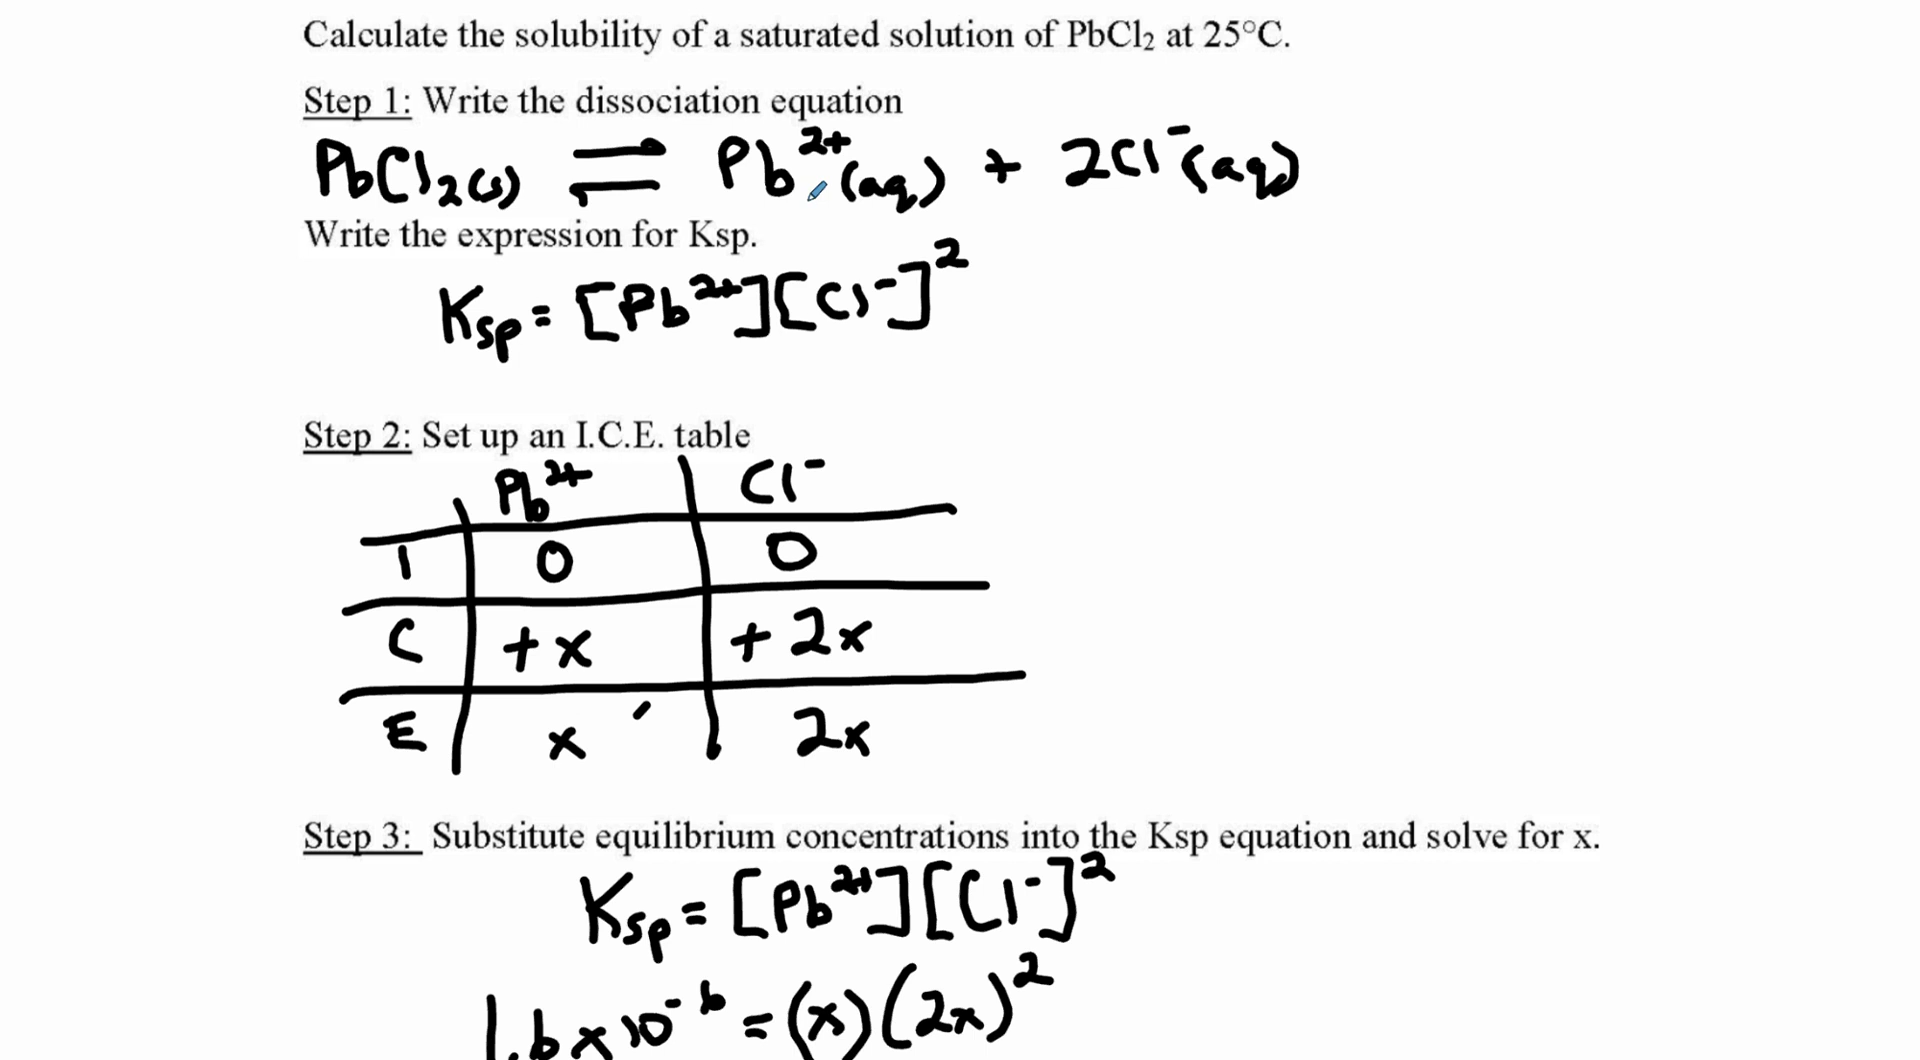 Calculate the solubility of a saturated solution of PbCl₂ at 25°C.
Step 1: Write the dissociation equation
PbCl₂(s) ⇌ Pb²⁺(aq) + 2Cl⁻(aq)
Write the expression for Ksp.
Ksp = [Pb²⁺][Cl⁻]²
Step 2: Set up an I.C.E. table
Pb²⁺ Cl⁻
I 0 0
C +x +2x
E x 2x
Step 3: Substitute equilibrium concentrations into the Ksp equation and solve for x.
Ksp = [Pb²⁺][Cl⁻]²
1.6 x 10⁻⁶ = (x)(2x)²